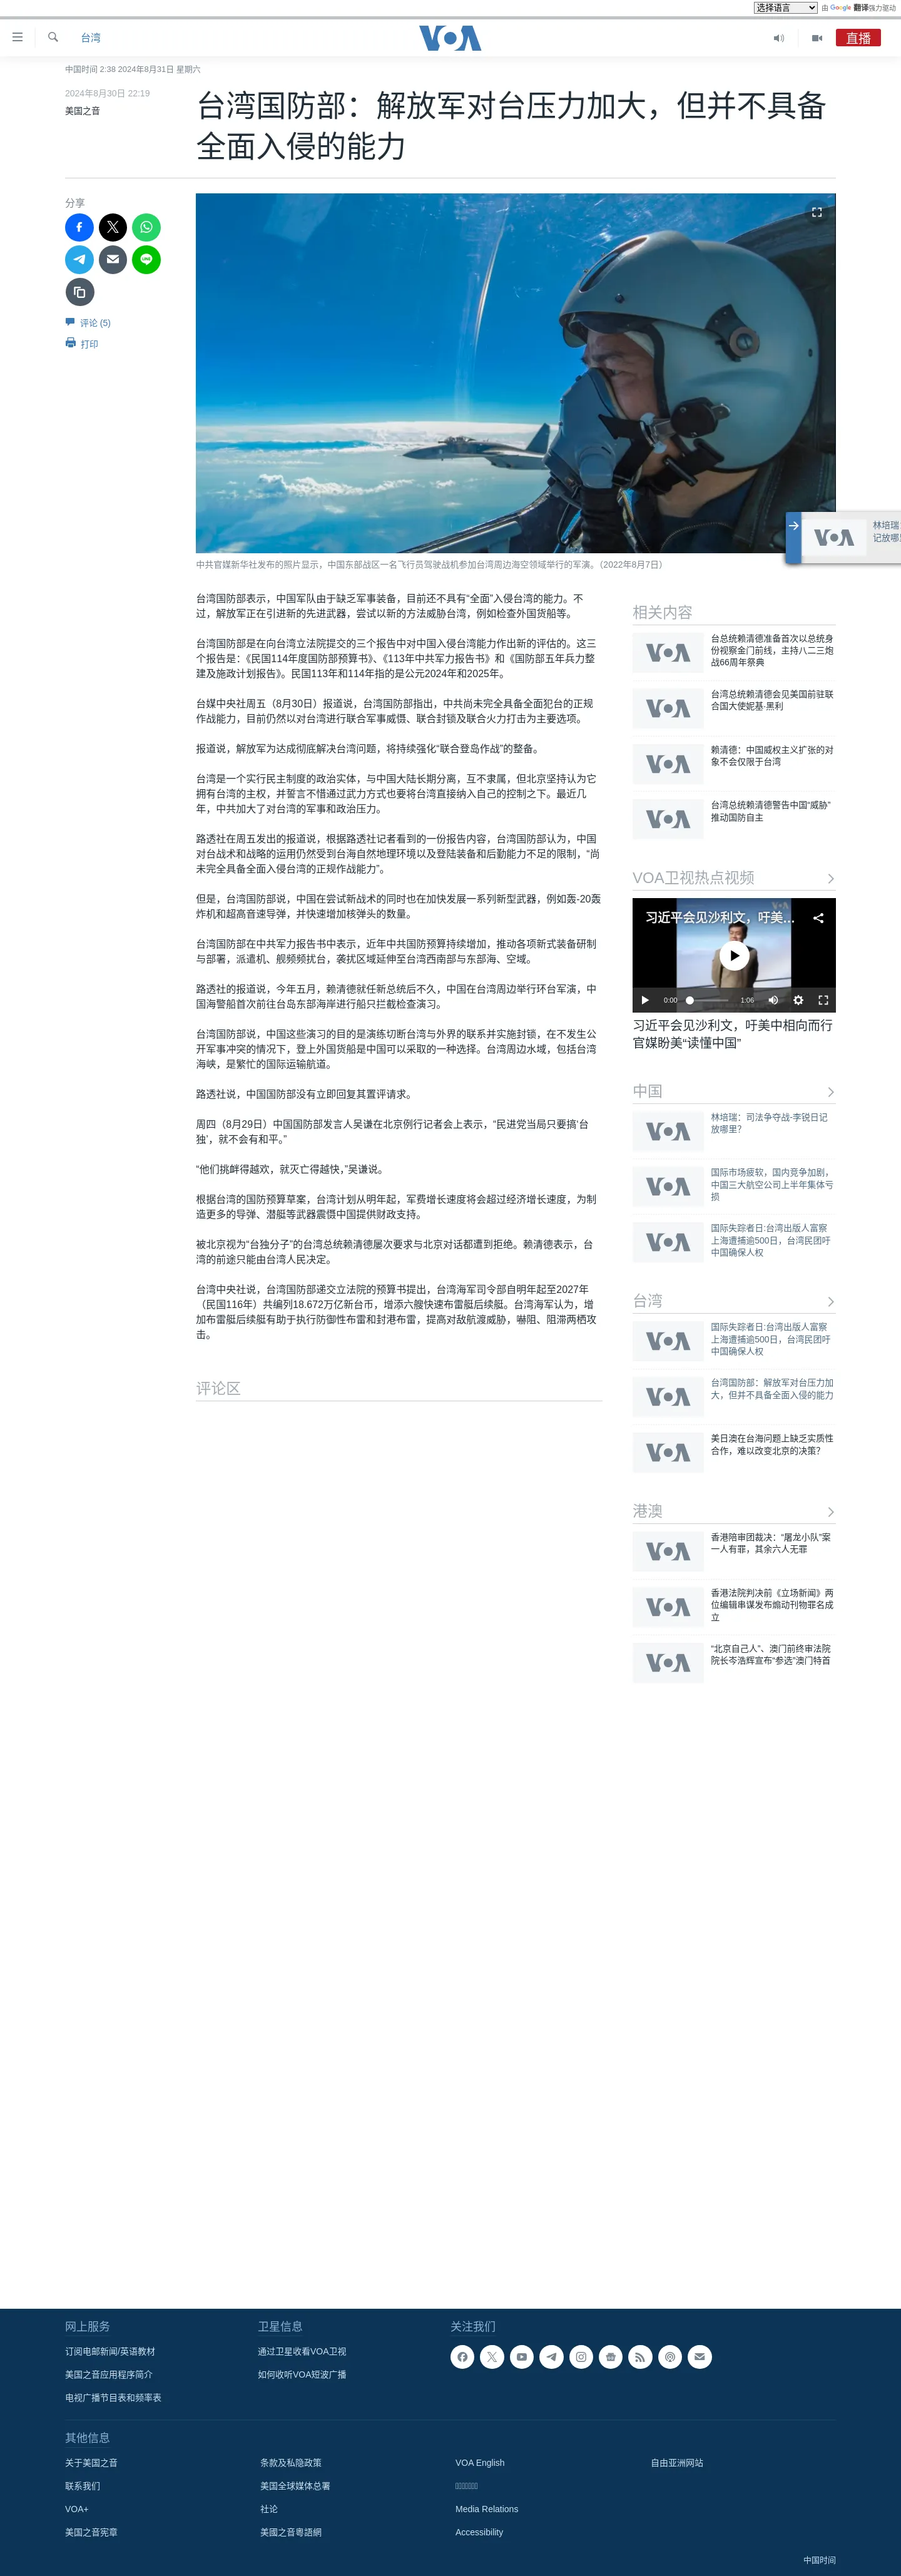 选择语言 由 Google 翻译强力驱动
台湾
VOA
直播
中国时间 2:38 2024年8月31日 星期六
2024年8月30日 22:19
美国之音
台湾国防部：解放军对台压力加大，但并不具备
全面入侵的能力
分享
评论 (5)
打印
中共官媒新华社发布的照片显示，中国东部战区一名飞行员驾驶战机参加台湾周边海空领域举行的军演。（2022年8月7日）
VOA
林培瑞
台湾国防部表示，中国军队由于缺乏军事装备，目前还不具有“全面”入侵台湾的能力。不
过，解放军正在引进新的先进武器，尝试以新的方法威胁台湾，例如检查外国货船等。
台湾国防部是在向台湾立法院提交的三个报告中对中国入侵台湾能力作出新的评估的。这三
个报告是：《民国114年度国防部预算书》、《113年中共军力报告书》和《国防部五年兵力整
建及施政计划报告》。民国113年和114年指的是公元2024年和2025年。
台媒中央社周五（8月30日）报道说，台湾国防部指出，中共尚未完全具备全面犯台的正规
作战能力，目前仍然以对台湾进行联合军事威慑、联合封锁及联合火力打击为主要选项。
报道说，解放军为达成彻底解决台湾问题，将持续强化“联合登岛作战”的整备。
台湾是一个实行民主制度的政治实体，与中国大陆长期分离，互不隶属，但北京坚持认为它
拥有台湾的主权，并誓言不惜通过武力方式也要将台湾直接纳入自己的控制之下。最近几
年，中共加大了对台湾的军事和政治压力。
路透社在周五发出的报道说，根据路透社记者看到的一份报告内容，台湾国防部认为，中国
对台战术和战略的运用仍然受到台海自然地理环境以及登陆装备和后勤能力不足的限制，“尚
未完全具备全面入侵台湾的正规作战能力”。
但是，台湾国防部说，中国在尝试新战术的同时也在加快发展一系列新型武器，例如轰-20轰
炸机和超高音速导弹，并快速增加核弹头的数量。
台湾国防部在中共军力报告书中表示，近年中共国防预算持续增加，推动各项新式装备研制
与部署，派遣机、舰频频扰台，袭扰区域延伸至台湾西南部与东部海、空域。
路透社的报道说，今年五月，赖清德就任新总统后不久，中国在台湾周边举行环台军演，中
国海警船首次前往台岛东部海岸进行船只拦截检查演习。
台湾国防部说，中国这些演习的目的是演练切断台湾与外界的联系并实施封锁，在不发生公
开军事冲突的情况下，登上外国货船是中国可以采取的一种选择。台湾周边水域，包括台湾
海峡，是繁忙的国际运输航道。
路透社说，中国国防部没有立即回复其置评请求。
周四（8月29日）中国国防部发言人吴谦在北京例行记者会上表示，“民进党当局只要搞‘台
独’，就不会有和平。”
“他们挑衅得越欢，就灭亡得越快，”吴谦说。
根据台湾的国防预算草案，台湾计划从明年起，军费增长速度将会超过经济增长速度，为制
造更多的导弹、潜艇等武器震慑中国提供财政支持。
被北京视为“台独分子”的台湾总统赖清德屡次要求与北京对话都遭到拒绝。赖清德表示，台
湾的前途只能由台湾人民决定。
台湾中央社说，台湾国防部递交立法院的预算书提出，台湾海军司令部自明年起至2027年
（民国116年）共编列18.672万亿新台币，增添六艘快速布雷艇后续艇。台湾海军认为，增
加布雷艇后续艇有助于执行防御性布雷和封港布雷，提高对敌航渡威胁，嚇阻、阻滞两栖攻
击。
评论区
相关内容
VOA
台总统赖清德准备首次以总统身
份视察金门前线，主持八二三炮
战66周年祭典
VOA
台湾总统赖清德会见美国前驻联
合国大使妮基·黑利
VOA
赖清德：中国威权主义扩张的对
象不会仅限于台湾
VOA
台湾总统赖清德警告中国“威胁”
推动国防自主
VOA卫视热点视频
VOA
习近平会见沙利文，吁美...
0:00
1:06
习近平会见沙利文，吁美中相向而行
官媒盼美“读懂中国”
中国
VOA
林培瑞：司法争夺战-李锐日记
放哪里？
VOA
国际市场疲软，国内竞争加剧，
中国三大航空公司上半年集体亏
损
VOA
国际失踪者日:台湾出版人富察
上海遭捕逾500日，台湾民团吁
中国确保人权
台湾
VOA
国际失踪者日:台湾出版人富察
上海遭捕逾500日，台湾民团吁
中国确保人权
VOA
台湾国防部：解放军对台压力加
大，但并不具备全面入侵的能力
VOA
美日澳在台海问题上缺乏实质性
合作，难以改变北京的决策？
港澳
VOA
香港陪审团裁决：“屠龙小队”案
一人有罪，其余六人无罪
VOA
香港法院判决前《立场新闻》两
位编辑串谋发布煽动刊物罪名成
立
VOA
“北京自己人”、澳门前终审法院
院长岑浩辉宣布“参选”澳门特首
网上服务
订阅电邮新闻/英语教材
美国之音应用程序简介
电视广播节目表和频率表
卫星信息
通过卫星收看VOA卫视
如何收听VOA短波广播
关注我们
其他信息
关于美国之音
联系我们
VOA+
美国之音宪章
条款及私隐政策
美国全球媒体总署
社论
美國之音粵語網
VOA English
Media Relations
Accessibility
自由亚洲网站
中国时间